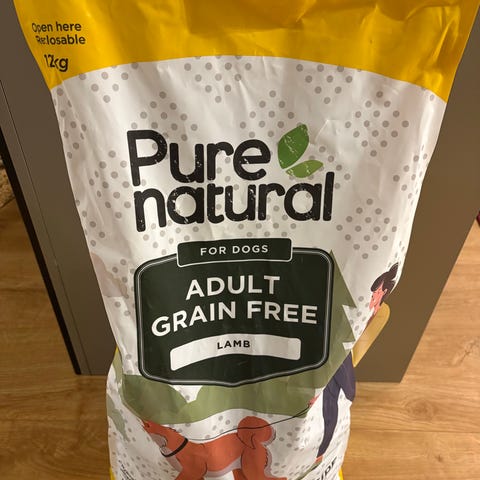 Open here
Reclosable
12kg
Pure
natural
FOR DOGS
ADULT
GRAIN FREE
LAMB